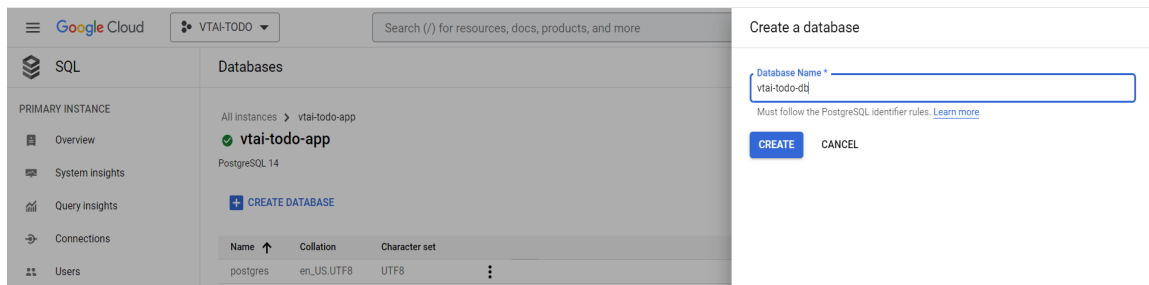 Google Cloud
VTAI-TODO
Search (/) for resources, docs, products, and more
SQL
Databases
PRIMARY INSTANCE
Overview
System insights
Query insights
Connections
Users
All instances
vtai-todo-app
vtai-todo-app
PostgreSQL 14
CREATE DATABASE
Name Collation Character set
postgres en_US.UTF8 UTF8
Create a database
Database Name *
vtai-todo-db
Must follow the PostgreSQL identifier rules. Learn more
CREATE CANCEL